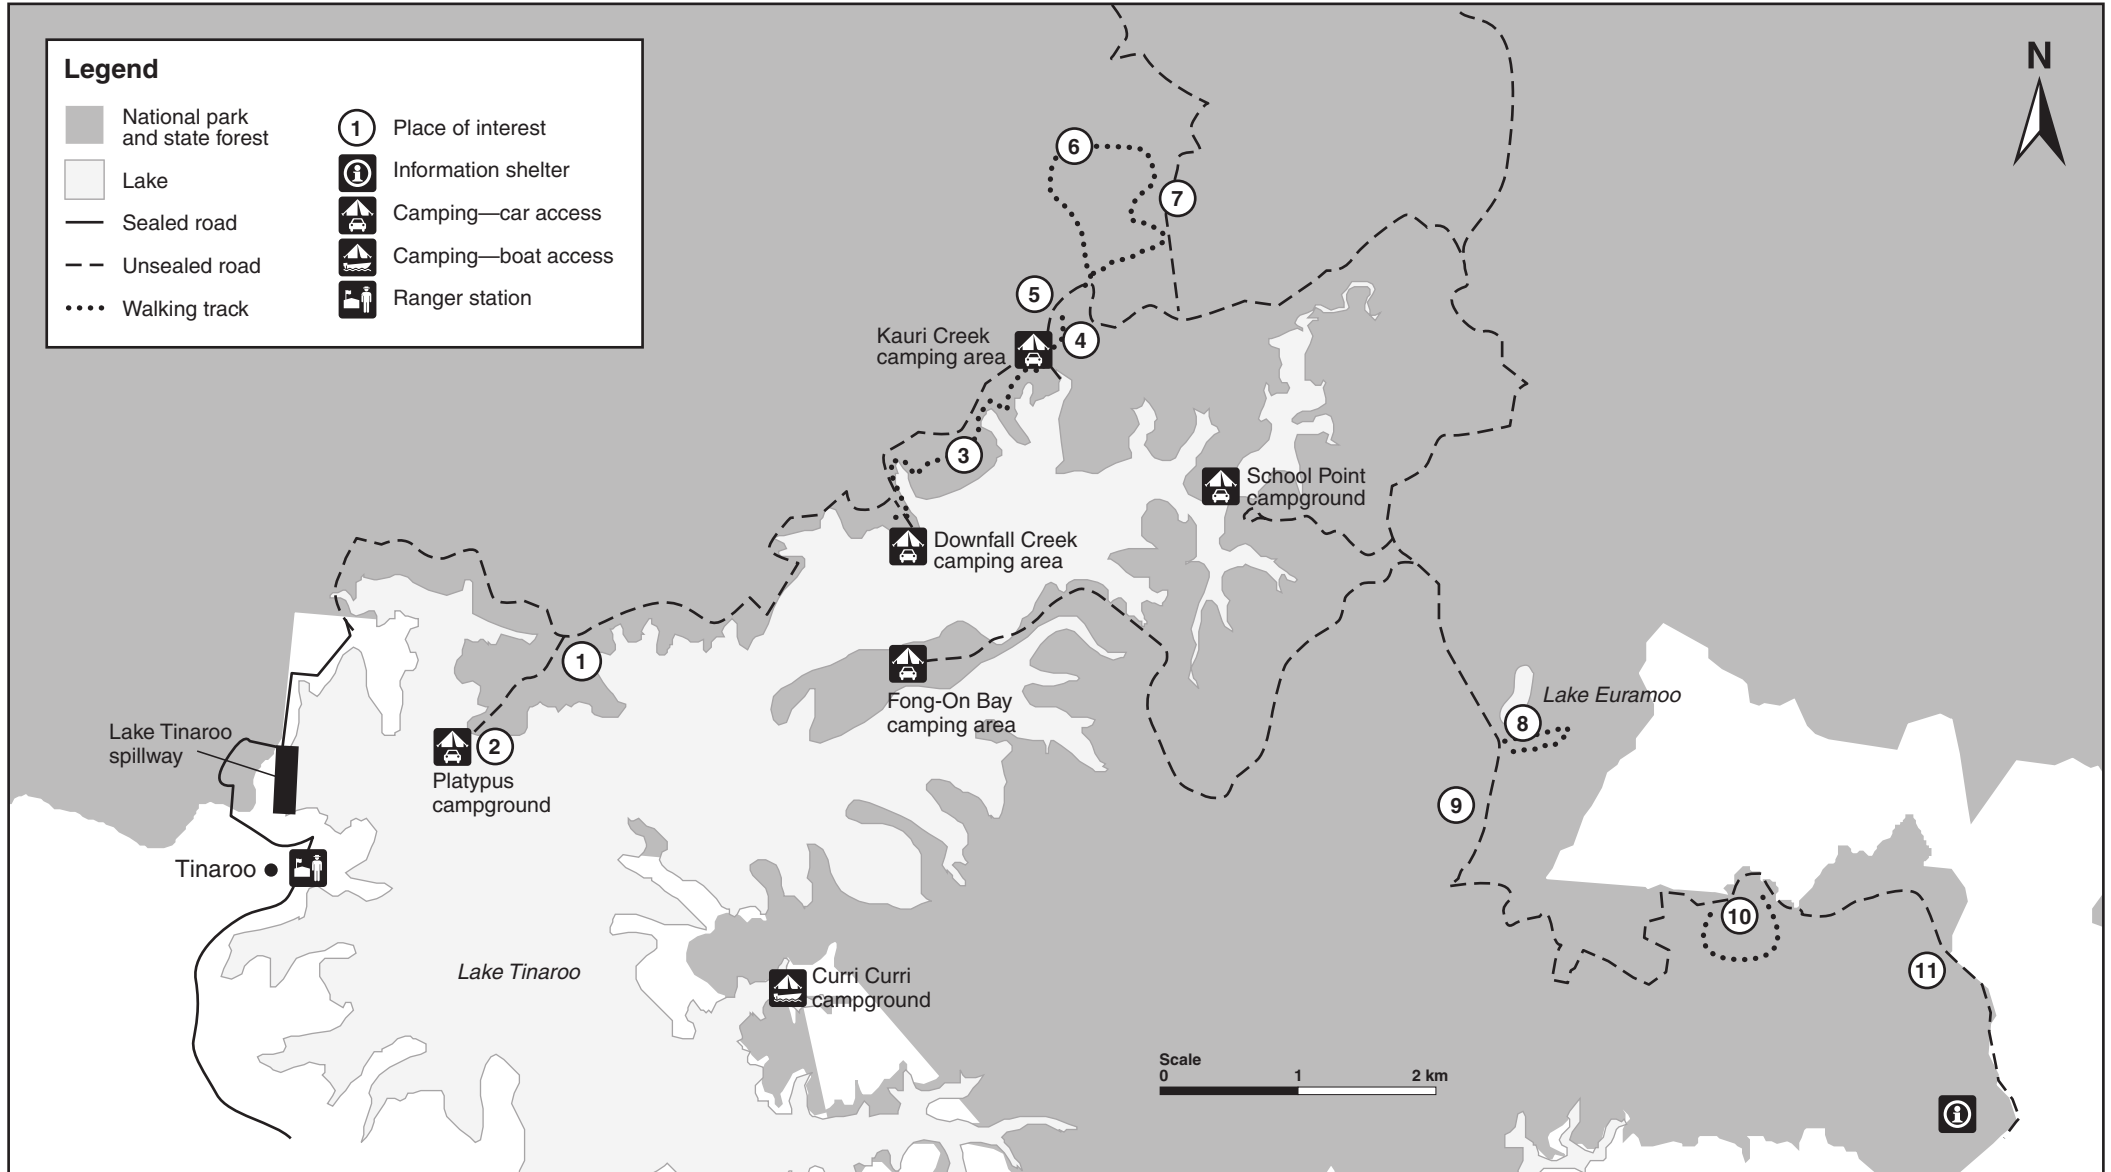 Legend
National park
and state forest
Lake
Sealed road
Unsealed road
Walking track
1
Place of interest
Information shelter
Camping—car access
Camping—boat access
Ranger station
N
6
7
5
4
Kauri Creek
camping area
3
School Point
campground
Downfall Creek
camping area
1
Fong-On Bay
camping area
Lake Euramoo
8
Lake Tinaroo
spillway
2
Platypus
campground
9
Tinaroo
10
11
Lake Tinaroo
Curri Curri
campground
Scale
0 1 2 km